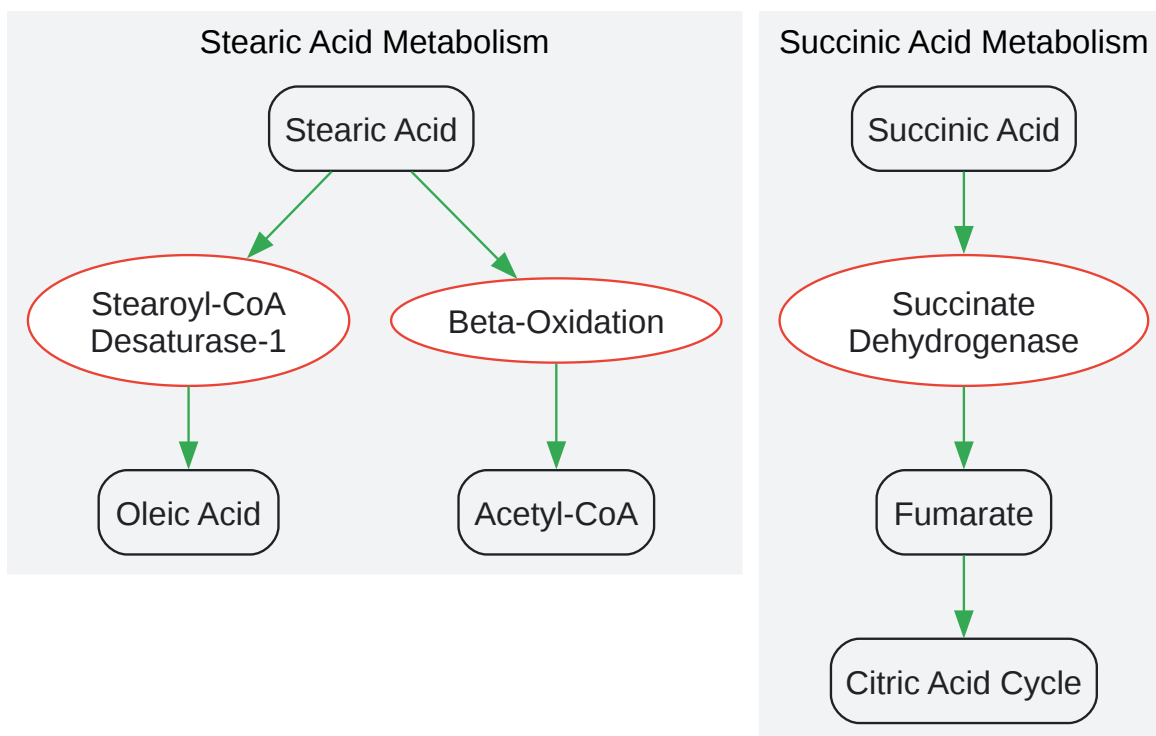 Stearic Acid Metabolism
Stearic Acid
Stearoyl-CoA
Desaturase-1
Beta-Oxidation
Oleic Acid
Acetyl-CoA
Succinic Acid Metabolism
Succinic Acid
Succinate
Dehydrogenase
Fumarate
Citric Acid Cycle